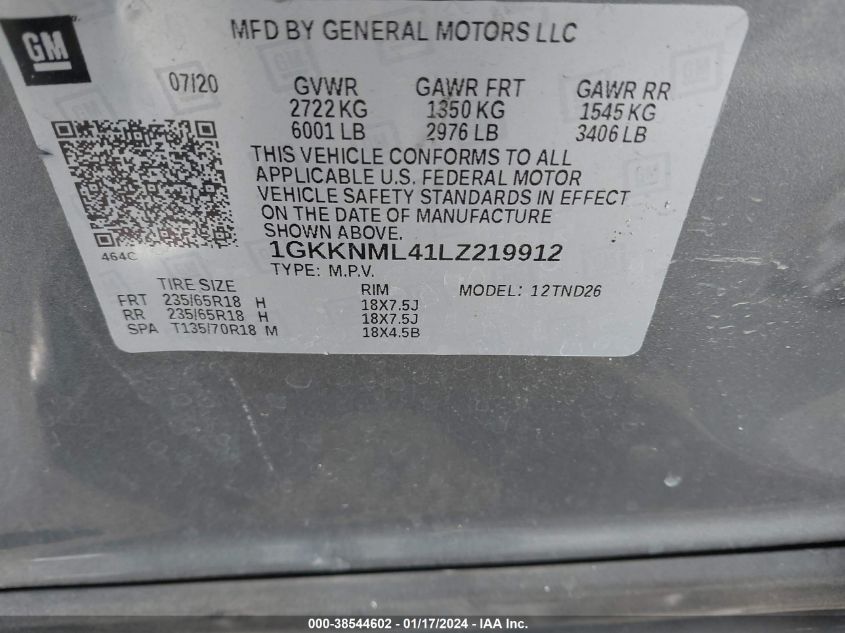 GM
MFD BY GENERAL MOTORS LLC
07/20
GVWR GAWR FRT GAWR RR
2722 KG 1350 KG 1545 KG
6001 LB 2976 LB 3406 LB
THIS VEHICLE CONFORMS TO ALL
APPLICABLE U.S. FEDERAL MOTOR
VEHICLE SAFETY STANDARDS IN EFFECT
ON THE DATE OF MANUFACTURE
SHOWN ABOVE.
464C
1GKKNML41LZ219912
TYPE: M.P.V.
TIRE SIZE RIM MODEL: 12TND26
FRT 235/65R18 H 18X7.5J
RR 235/65R18 H 18X7.5J
SPA T135/70R18 M 18X4.5B
000-38544602 - 01/17/2024 - IAA Inc.